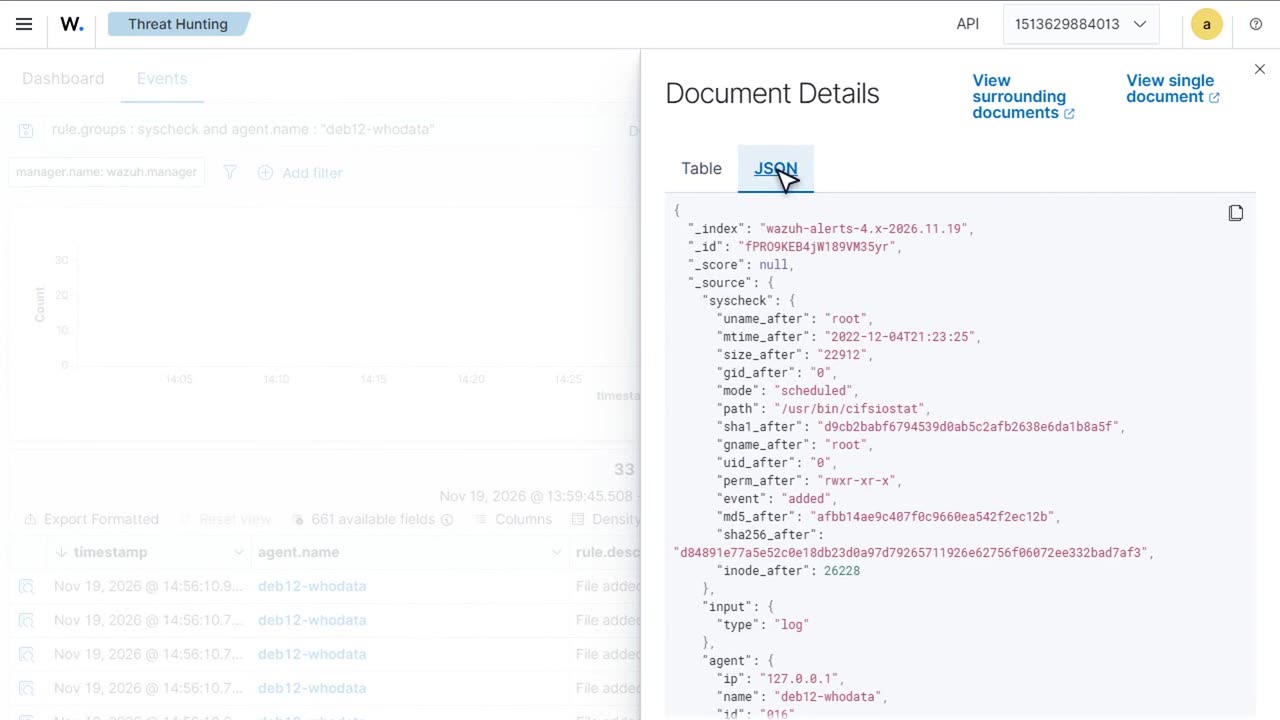 W.
Threat Hunting
API
1513629884013
a
Dashboard
Events
rule.groups : syscheck and agent.name : "deb12-whodata"
D
manager.name: wazuh.manager
Add filter
Count
30
20
10
0
14:05
14:10
14:15
14:20
14:25
timesta
33
Nov 19, 2026 @ 13:59:45.508 -
Export Formatted
Reset view
661 available fields
Columns
Density
timestamp
agent.name
rule.desc
Nov 19, 2026 @ 14:56:10.9...
deb12-whodata
File added
Nov 19, 2026 @ 14:56:10.7...
deb12-whodata
File added
Nov 19, 2026 @ 14:56:10.7...
deb12-whodata
File added
Nov 19, 2026 @ 14:56:10.7...
deb12-whodata
File added
Document Details
View surrounding documents
View single document
Table
JSON
{
"_index": "wazuh-alerts-4.x-2026.11.19",
"_id": "fPRO9KEB4jW189VM35yr",
"_score": null,
"_source": {
"syscheck": {
"uname_after": "root",
"mtime_after": "2022-12-04T21:23:25",
"size_after": "22912",
"gid_after": "0",
"mode": "scheduled",
"path": "/usr/bin/cifsiostat",
"sha1_after": "d9cb2babf6794539d0ab5c2afb2638e6da1b8a5f",
"gname_after": "root",
"uid_after": "0",
"perm_after": "rwxr-xr-x",
"event": "added",
"md5_after": "afbb14ae9c407f0c9660ea542f2ec12b",
"sha256_after":
"d84891e77a5e52c0e18db23d0a97d79265711926e62756f06072ee332bad7af3",
"inode_after": 26228
},
"input": {
"type": "log"
},
"agent": {
"ip": "127.0.0.1",
"name": "deb12-whodata",
"id": "016"